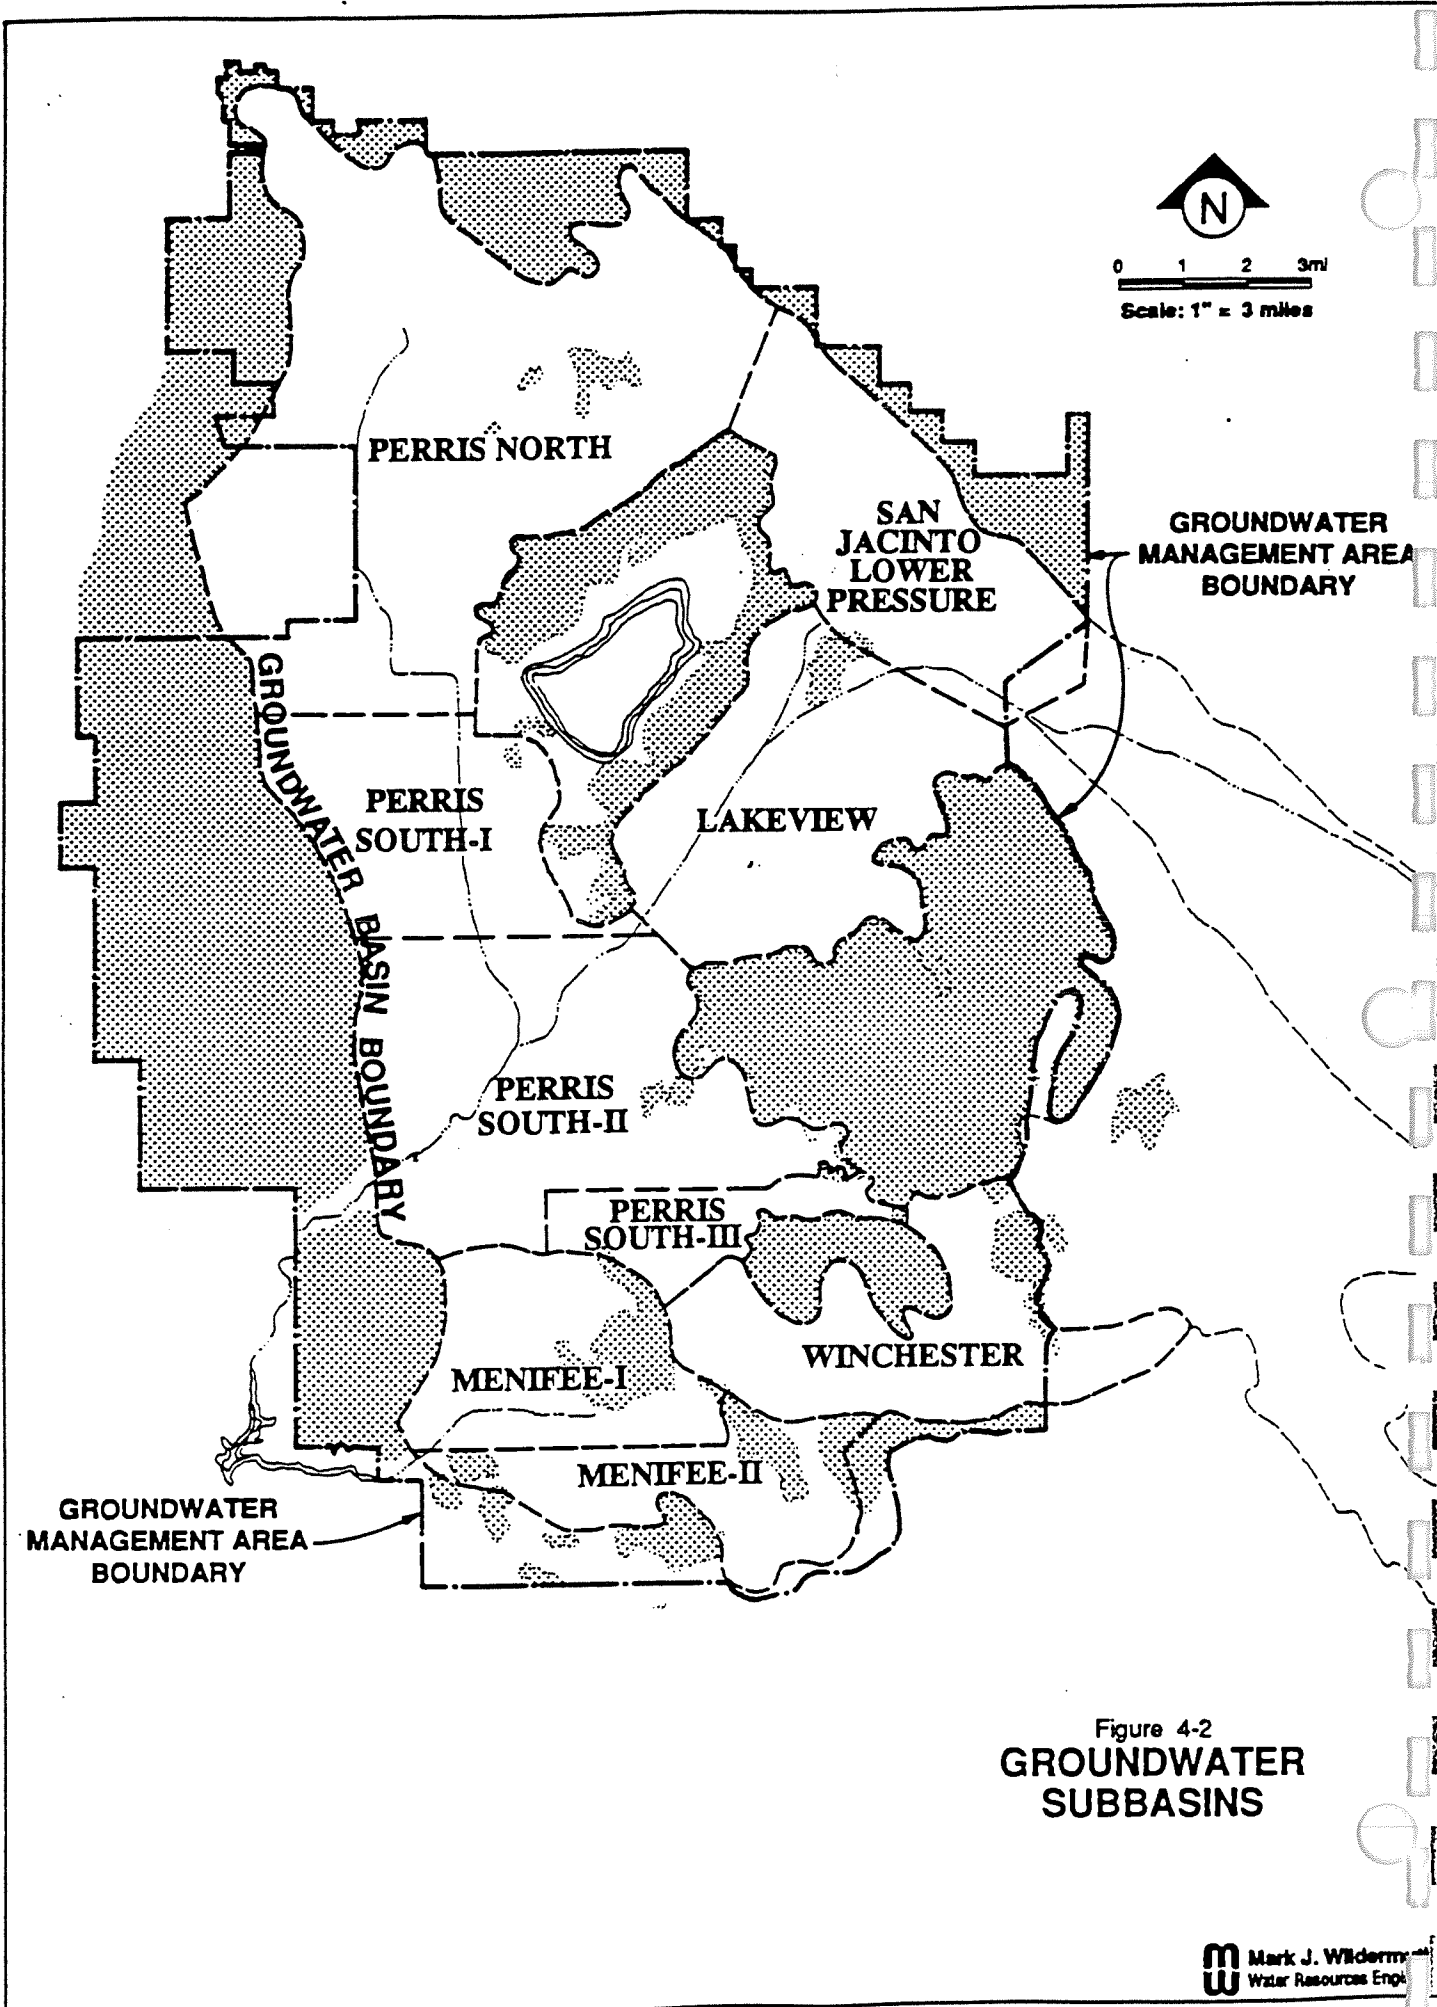 N
0 1 2 3mi
Scale: 1" = 3 miles
PERRIS NORTH
SAN
JACINTO
LOWER
PRESSURE
GROUNDWATER
MANAGEMENT AREA
BOUNDARY
GROUNDWATER BASIN BOUNDARY
PERRIS
SOUTH-I
LAKEVIEW
PERRIS
SOUTH-II
PERRIS
SOUTH-III
WINCHESTER
MENIFEE-I
MENIFEE-II
GROUNDWATER
MANAGEMENT AREA
BOUNDARY
Figure 4-2
GROUNDWATER
SUBBASINS
Mark J.
Water Resources